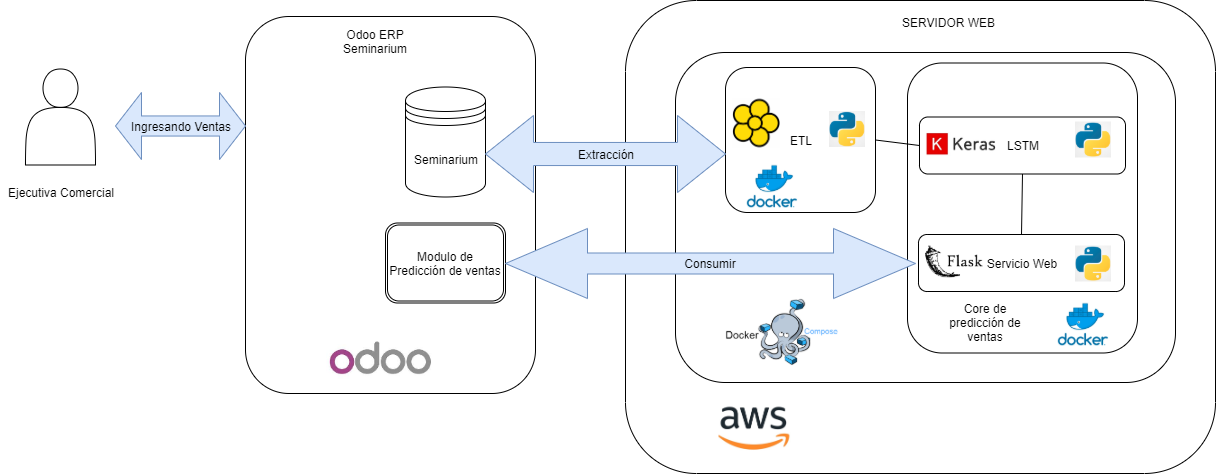 Ejecutiva Comercial
Ingresando Ventas
Odoo ERP
Seminarium
Seminarium
Modulo de
Predicción de ventas
odoo
Extracción
Consumir
SERVIDOR WEB
ETL
docker
K Keras LSTM
Flask Servicio Web
Core de
predicción de
ventas
docker
Docker Compose
aws